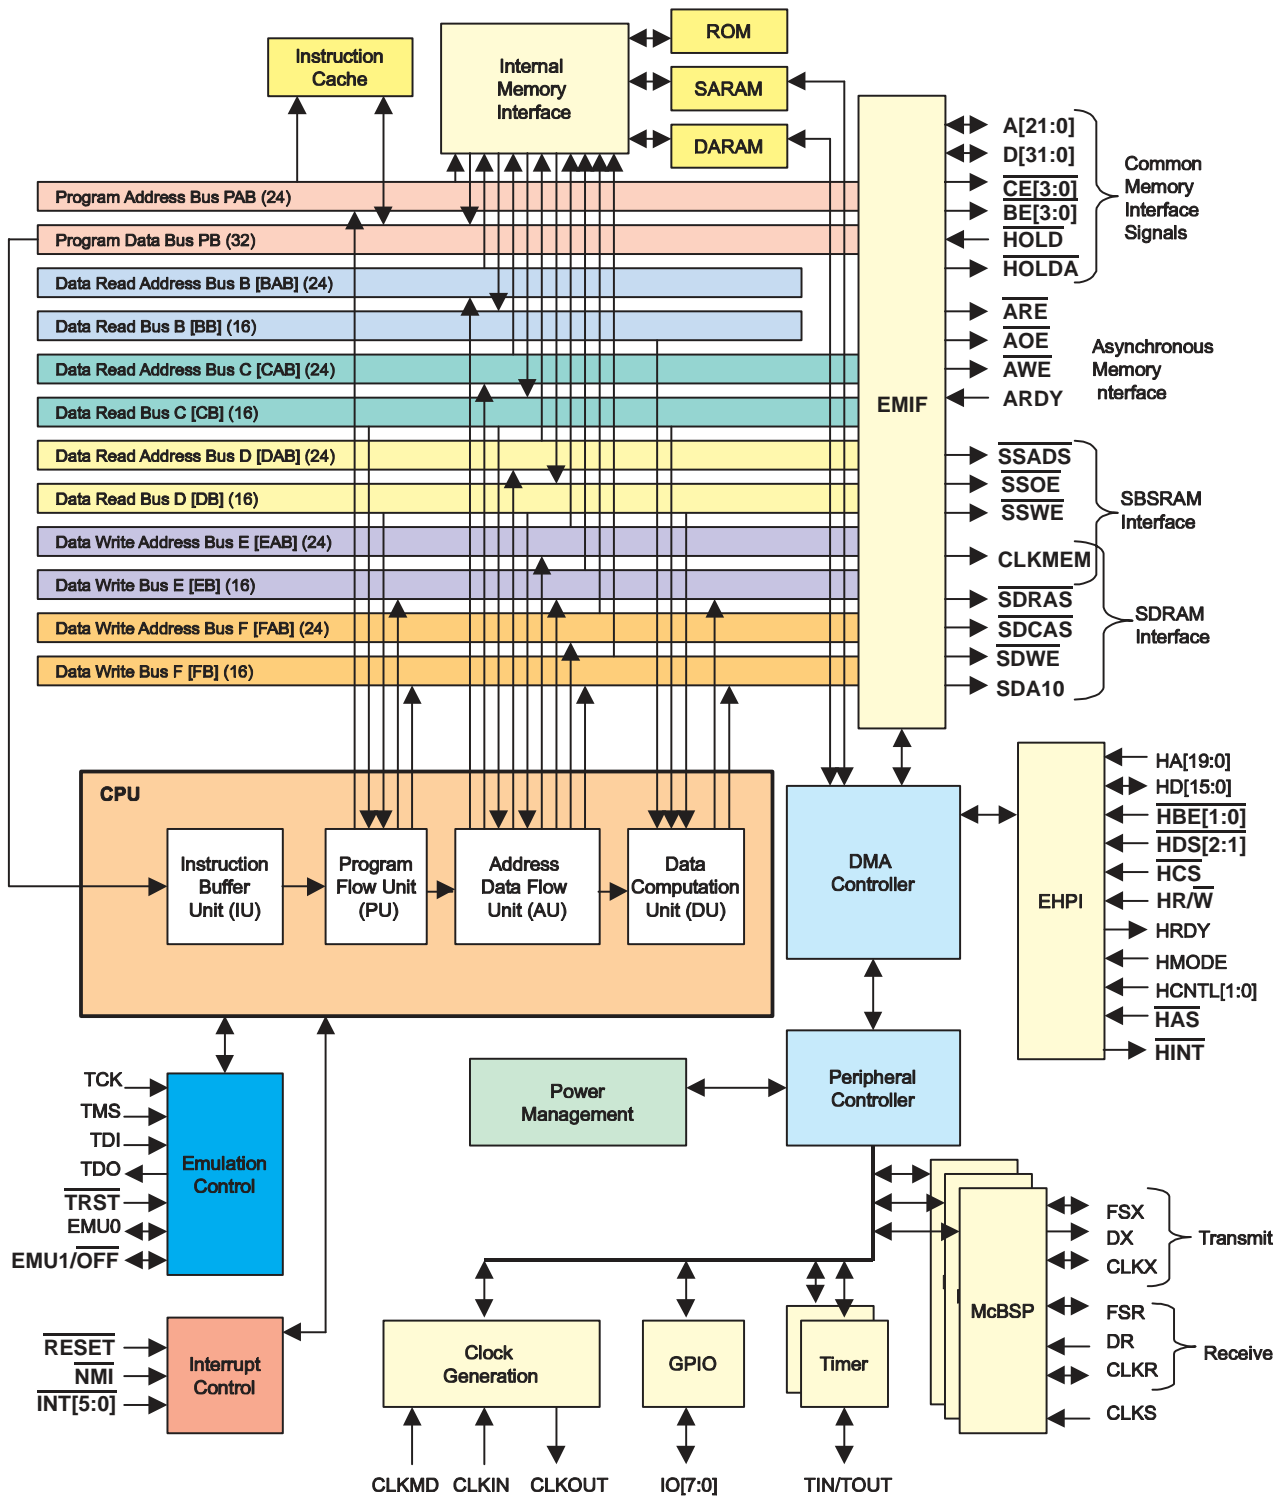 ROM
Instruction
Cache
Internal
Memory
Interface
SARAM
DARAM
A[21:0]
D[31:0]
CE[3:0]
BE[3:0]
HOLD
HOLDA
Common
Memory
Interface
Signals
Program Address Bus PAB (24)
Program Data Bus PB (32)
Data Read Address Bus B [BAB] (24)
Data Read Bus B [BB] (16)
Data Read Address Bus C [CAB] (24)
Data Read Bus C [CB] (16)
Data Read Address Bus D [DAB] (24)
Data Read Bus D [DB] (16)
Data Write Address Bus E [EAB] (24)
Data Write Bus E [EB] (16)
Data Write Address Bus F [FAB] (24)
Data Write Bus F [FB] (16)
EMIF
ARE
AOE
AWE
ARDY
Asynchronous
Memory
nterface
SSADS
SSOE
SSWE
CLKMEM
SBSRAM
Interface
SDRAS
SDCAS
SDWE
SDA10
SDRAM
Interface
CPU
Instruction
Buffer
Unit (IU)
Program
Flow Unit
(PU)
Address
Data Flow
Unit (AU)
Data
Computation
Unit (DU)
DMA
Controller
EHPI
HA[19:0]
HD[15:0]
HBE[1:0]
HDS[2:1]
HCS
HR/W
HRDY
HMODE
HCNTL[1:0]
HAS
HINT
TCK
TMS
TDI
TDO
TRST
EMU0
EMU1/OFF
Emulation
Control
Power
Management
Peripheral
Controller
RESET
NMI
INT[5:0]
Interrupt
Control
Clock
Generation
GPIO
Timer
McBSP
FSX
DX
CLKX
Transmit
FSR
DR
CLKR
Receive
CLKS
CLKMD
CLKIN
CLKOUT
IO[7:0]
TIN/TOUT